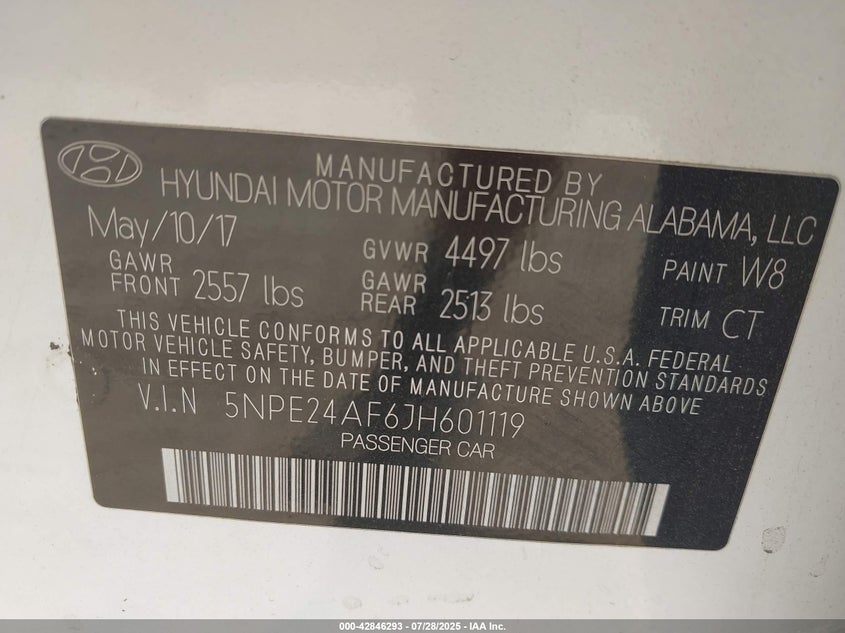 MANUFACTURED BY
HYUNDAI MOTOR MANUFACTURING ALABAMA, LLC
May/10/17 GVWR 4497 lbs PAINT W8
GAWR FRONT 2557 lbs GAWR REAR 2513 lbs TRIM CT
THIS VEHICLE CONFORMS TO ALL APPLICABLE U.S.A. FEDERAL
MOTOR VEHICLE SAFETY, BUMPER, AND THEFT PREVENTION STANDARDS
IN EFFECT ON THE DATE OF MANUFACTURE SHOWN ABOVE
V.I.N 5NPE24AF6JH601119
PASSENGER CAR
000-42846293 - 07/28/2025 - IAA Inc.